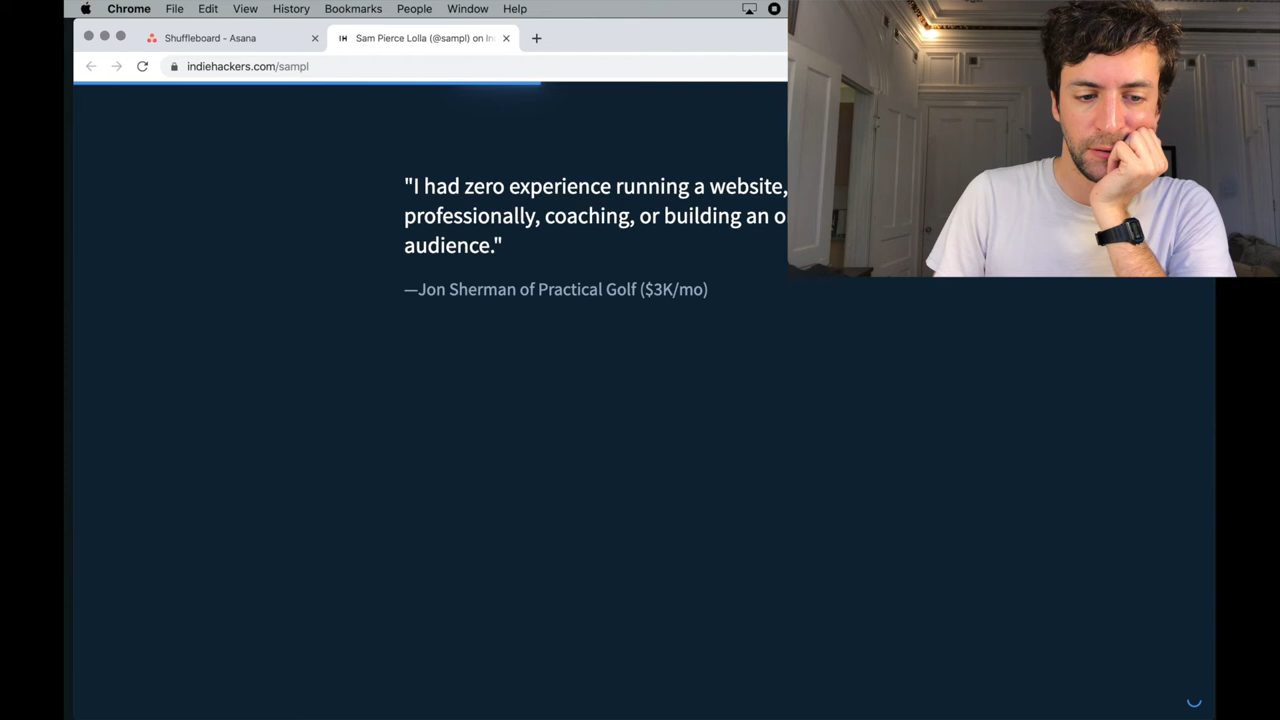 Chrome File Edit View History Bookmarks People Window Help
Shuffleboard - Asana
IH Sam Pierce Lolla (@sampl) on In
indiehackers.com/sampl
"I had zero experience running a website,
professionally, coaching, or building an o
audience."
—Jon Sherman of Practical Golf ($3K/mo)